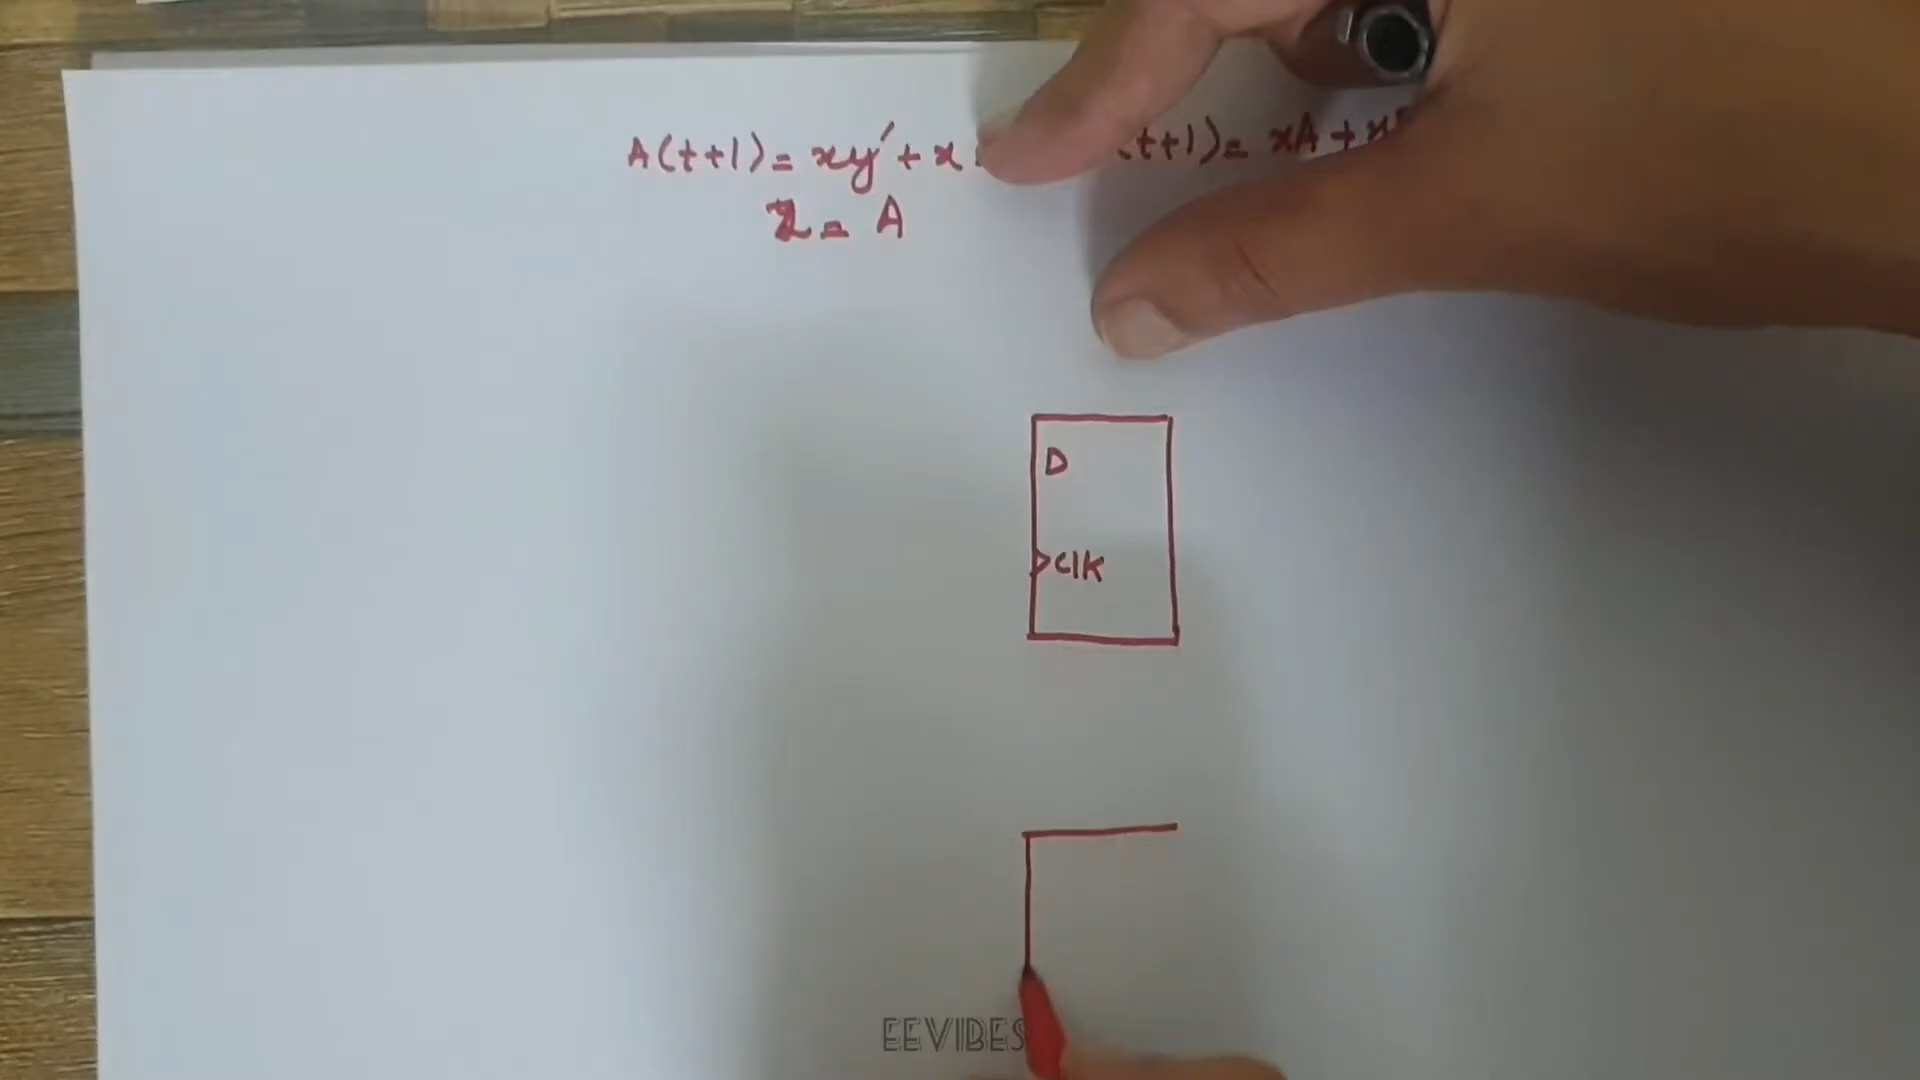 A(t+1) = xy' + x (t+1) = xA + x
z = A
D
>Clk
EEVIBES